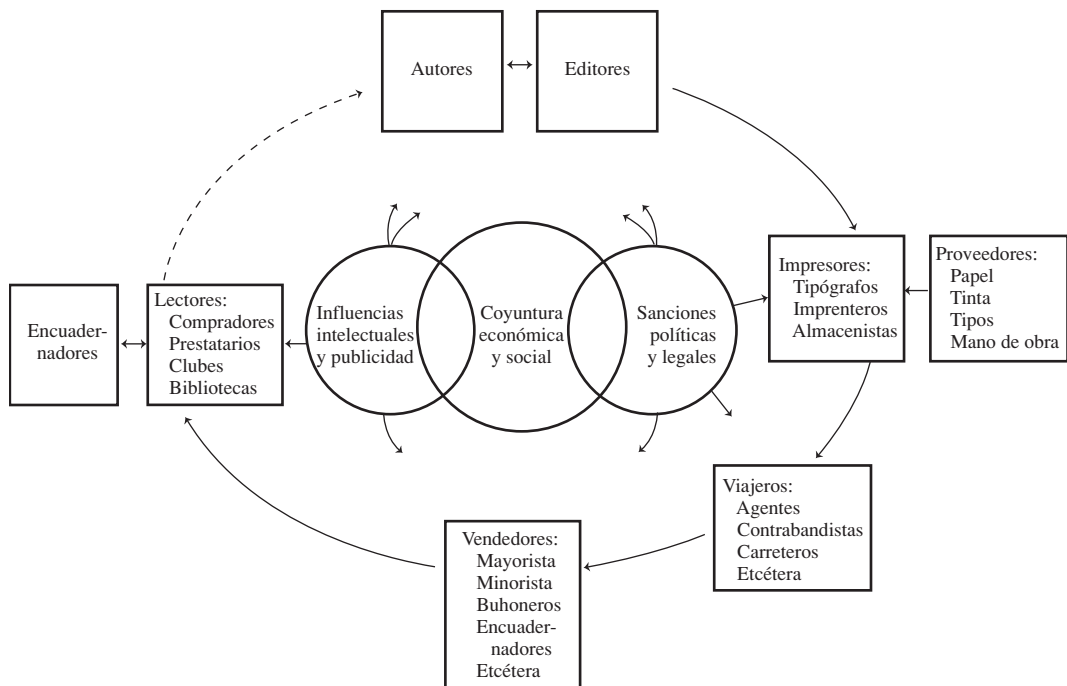 Autores
Editores
Impresores:
Tipógrafos
Imprenteros
Almacenistas
Proveedores:
Papel
Tinta
Tipos
Mano de obra
Encuader-
nadores
Lectores:
Compradores
Prestatarios
Clubes
Bibliotecas
Influencias
intelectuales
y publicidad
Coyuntura
económica
y social
Sanciones
políticas
y legales
Viajeros:
Agentes
Contrabandistas
Carreteros
Etcétera
Vendedores:
Mayorista
Minorista
Buhoneros
Encuader-
nadores
Etcétera